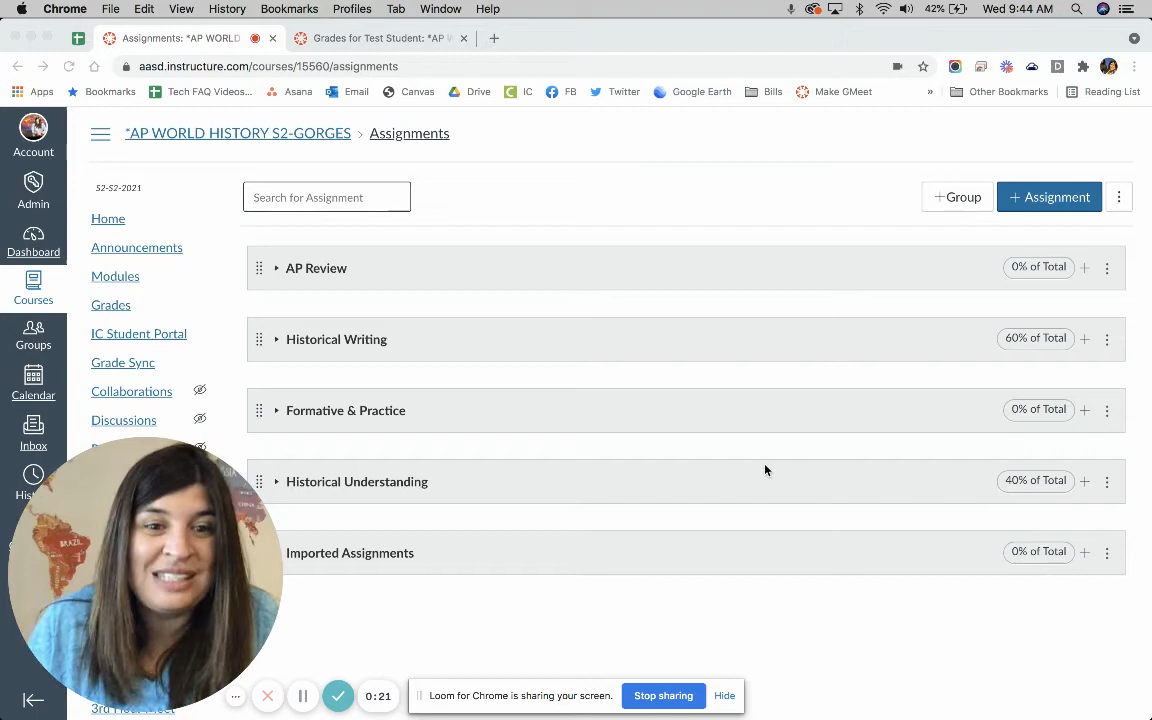 Chrome File Edit View History Bookmarks Profiles Tab Window Help 42% Wed 9:44 AM
Assignments: *AP WORLD Grades for Test Student: *AP W
aasd.instructure.com/courses/15560/assignments
Apps Bookmarks Tech FAQ Videos... Asana Email Canvas Drive IC FB Twitter Google Earth Bills Make GMeet » Other Bookmarks Reading List
Account
Admin
Dashboard
Courses
Groups
Calendar
Inbox
*AP WORLD HISTORY S2-GORGES > Assignments
S2-S2-2021
Home
Announcements
Modules
Grades
IC Student Portal
Grade Sync
Collaborations
Discussions
Search for Assignment
+Group
+ Assignment
AP Review 0% of Total
Historical Writing 60% of Total
Formative & Practice 0% of Total
Historical Understanding 40% of Total
Imported Assignments 0% of Total
BRAZIL
0:21
Loom for Chrome is sharing your screen. Stop sharing Hide